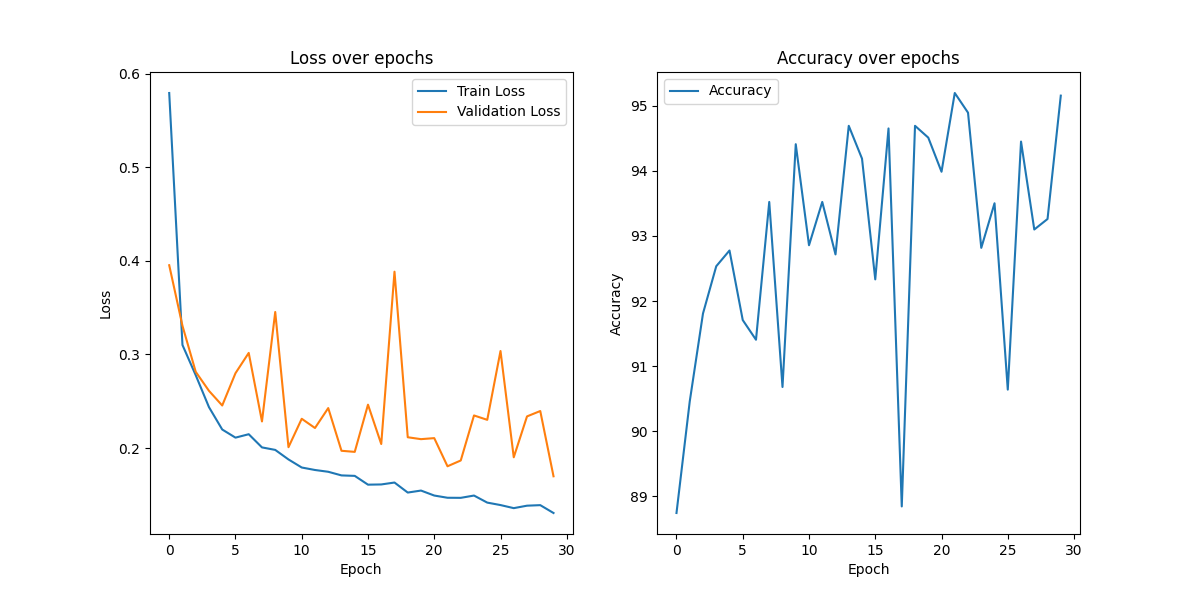 Loss over epochs
0.6
0.5
0.4
0.3
0.2
Loss
0
5
10
15
20
25
30
Epoch
Train Loss
Validation Loss
Accuracy over epochs
95
94
93
92
91
90
89
Accuracy
0
5
10
15
20
25
30
Epoch
Accuracy